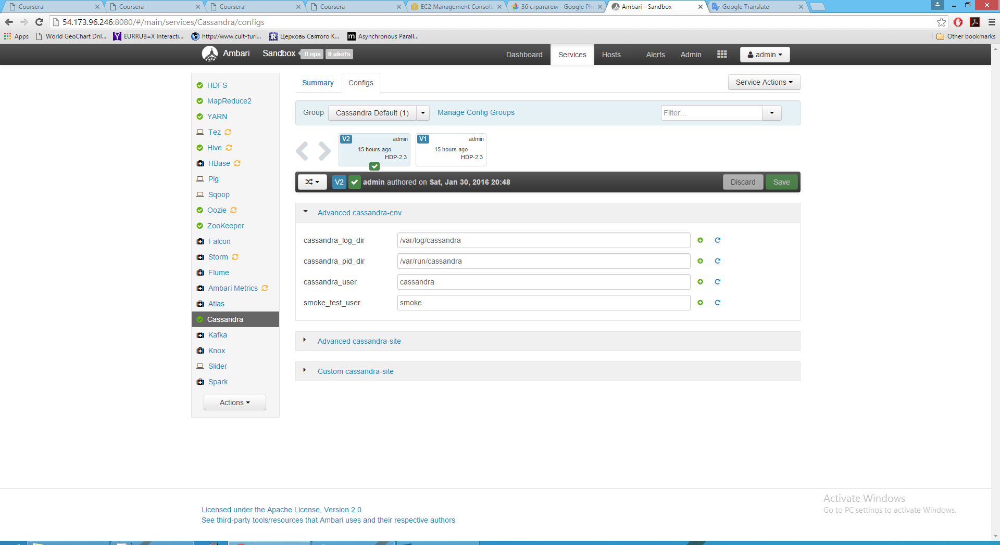 Coursera
Coursera
Coursera
Coursera
EC2 Management Console
36 стратагем - Google Ph
Ambari - Sandbox
Google Translate
54.173.96.246:8080/#/main/services/Cassandra/configs
Apps
World GeoChart Dril...
EURRUB=X Interacti...
http://www.cult-turi...
Церковь Святого К...
Asynchronous Parall...
Other bookmarks
Ambari
Sandbox
0 ops
0 alerts
Dashboard
Services
Hosts
Alerts
Admin
admin
HDFS
MapReduce2
YARN
Tez
Hive
HBase
Pig
Sqoop
Oozie
ZooKeeper
Falcon
Storm
Flume
Ambari Metrics
Atlas
Cassandra
Kafka
Knox
Slider
Spark
Actions
Summary
Configs
Service Actions
Group
Cassandra Default (1)
Manage Config Groups
Filter...
V2
admin
15 hours ago
HDP-2.3
V1
admin
15 hours ago
HDP-2.3
V2
admin authored on Sat, Jan 30, 2016 20:48
Discard
Save
Advanced cassandra-env
cassandra_log_dir
/var/log/cassandra
cassandra_pid_dir
/var/run/cassandra
cassandra_user
cassandra
smoke_test_user
smoke
Advanced cassandra-site
Custom cassandra-site
Licensed under the Apache License, Version 2.0.
See third-party tools/resources that Ambari uses and their respective authors
Activate Windows
Go to PC settings to activate Windows.